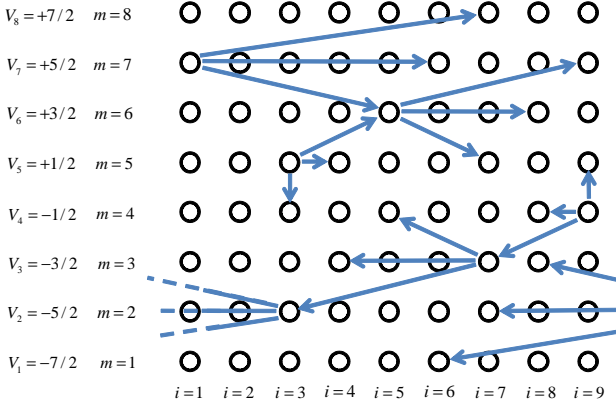 V₈ = +7/2 m = 8
V₇ = +5/2 m = 7
V₆ = +3/2 m = 6
V₅ = +1/2 m = 5
V₄ = −1/2 m = 4
V₃ = −3/2 m = 3
V₂ = −5/2 m = 2
V₁ = −7/2 m = 1
i = 1 i = 2 i = 3 i = 4 i = 5 i = 6 i = 7 i = 8 i = 9